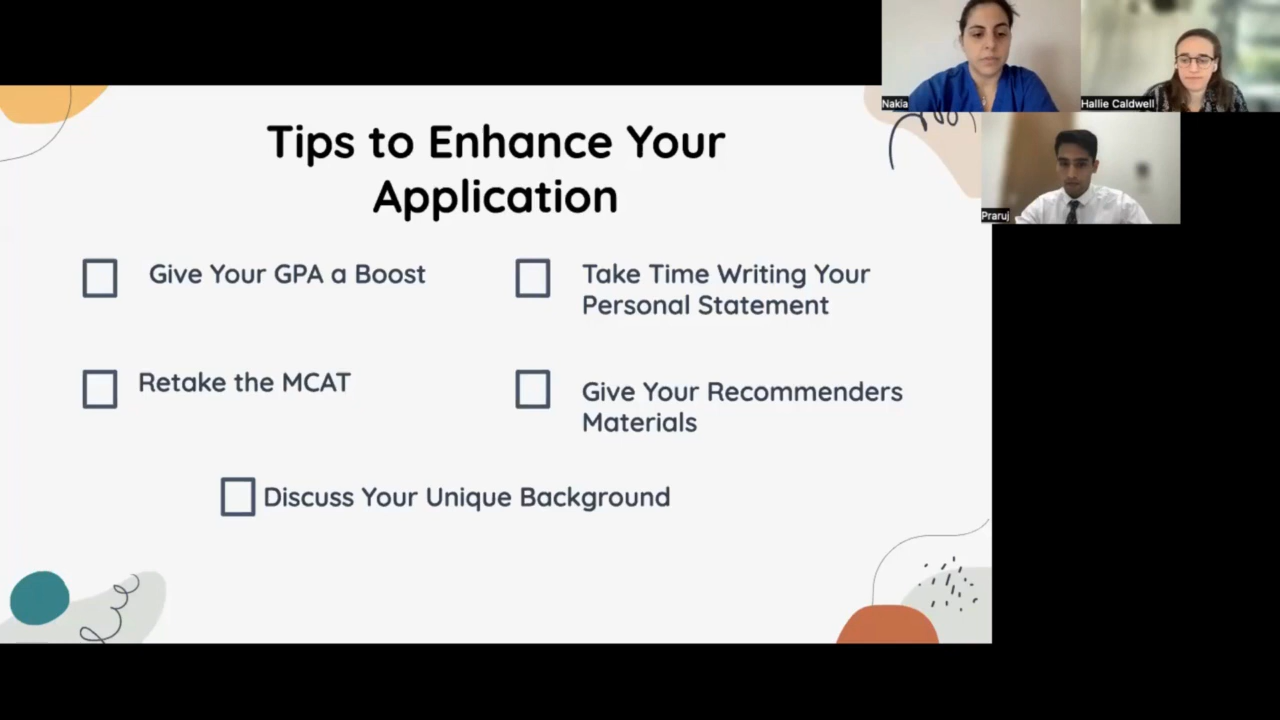 Nakia
Hallie Caldwell
Praruj
Tips to Enhance Your
Application
Give Your GPA a Boost
Take Time Writing Your
Personal Statement
Retake the MCAT
Give Your Recommenders
Materials
Discuss Your Unique Background